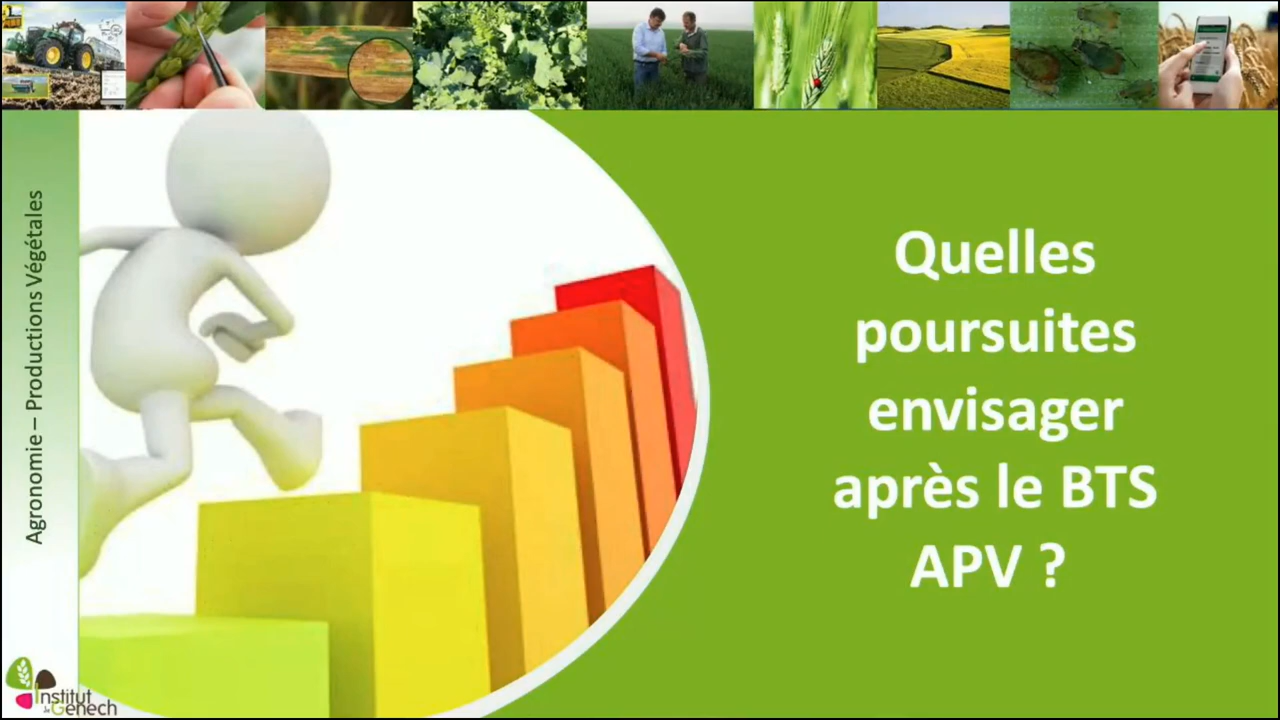 Quelles
poursuites
envisager
après le BTS
APV ?
Agronomie – Productions Végétales
Institut
de Genech